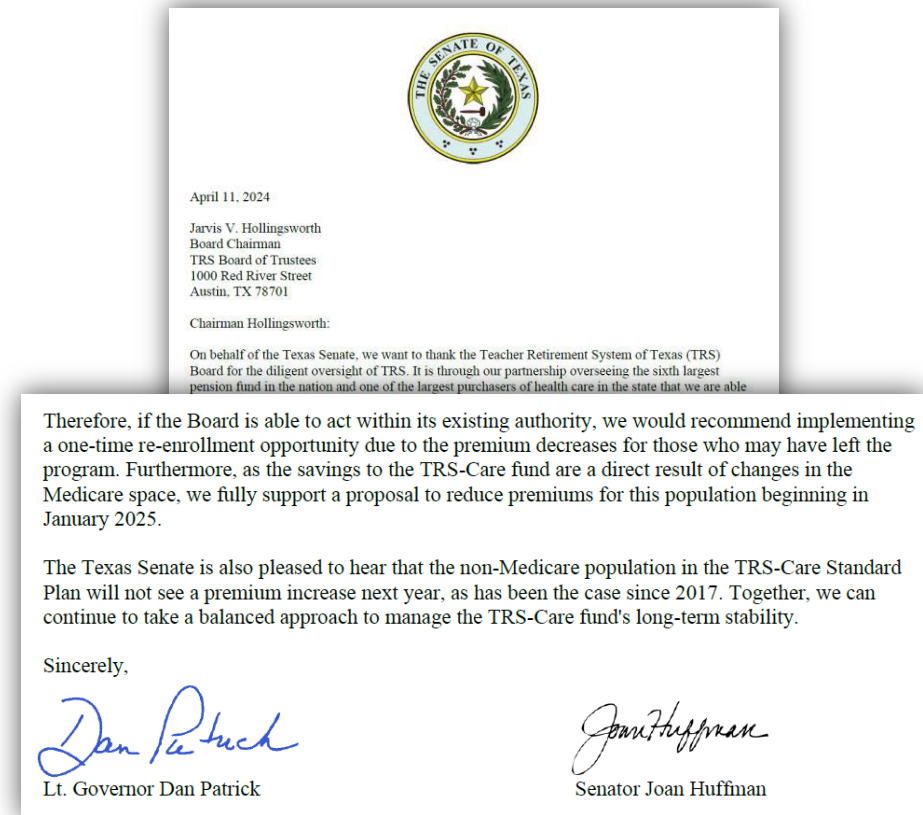 THE SENATE OF TEXAS
April 11, 2024
Jarvis V. Hollingsworth
Board Chairman
TRS Board of Trustees
1000 Red River Street
Austin, TX 78701
Chairman Hollingsworth:
On behalf of the Texas Senate, we want to thank the Teacher Retirement System of Texas (TRS)
Board for the diligent oversight of TRS. It is through our partnership overseeing the sixth largest
pension fund in the nation and one of the largest purchasers of health care in the state that we are able
Therefore, if the Board is able to act within its existing authority, we would recommend implementing
a one-time re-enrollment opportunity due to the premium decreases for those who may have left the
program. Furthermore, as the savings to the TRS-Care fund are a direct result of changes in the
Medicare space, we fully support a proposal to reduce premiums for this population beginning in
January 2025.
The Texas Senate is also pleased to hear that the non-Medicare population in the TRS-Care Standard
Plan will not see a premium increase next year, as has been the case since 2017. Together, we can
continue to take a balanced approach to manage the TRS-Care fund's long-term stability.
Sincerely,
Dan Patrick
Joan Huffman
Lt. Governor Dan Patrick
Senator Joan Huffman